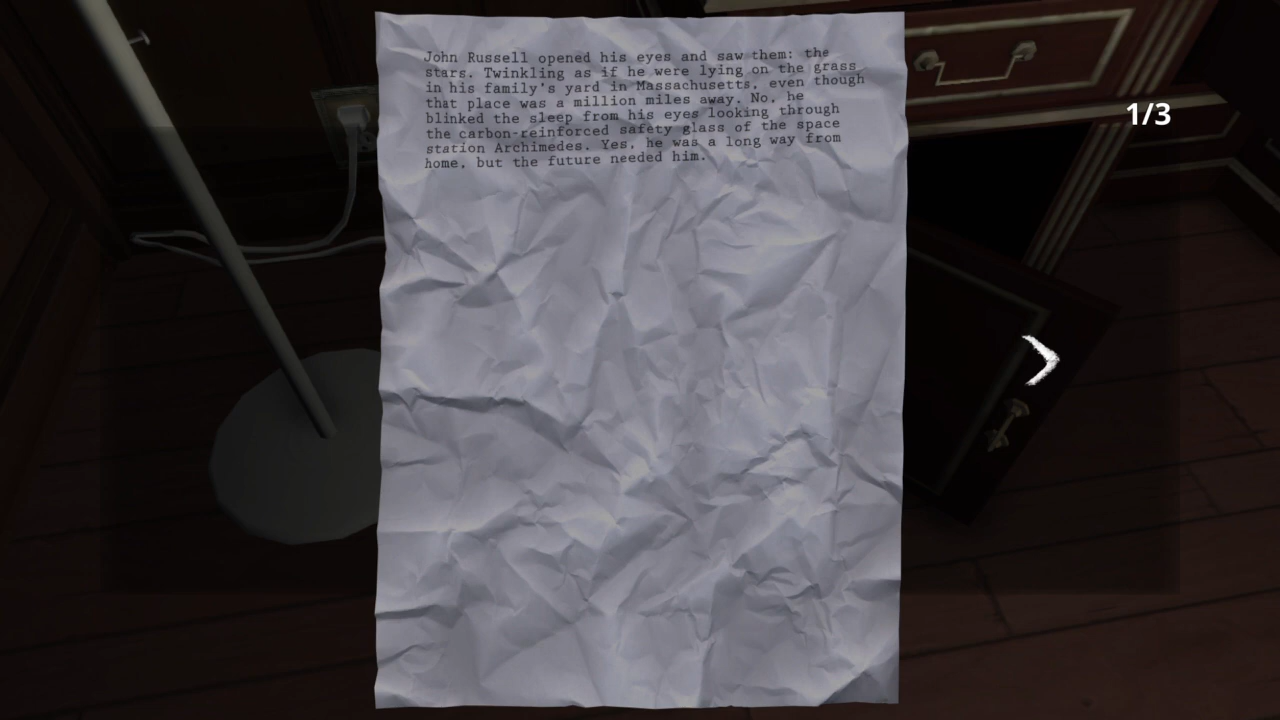 John Russell opened his eyes and saw them: the
stars. Twinkling as if he were lying on the grass
in his family's yard in Massachusetts, even though
that place was a million miles away. No, he
blinked the sleep from his eyes looking through
the carbon-reinforced safety glass of the space
station Archimedes. Yes, he was a long way from
home, but the future needed him.
1/3